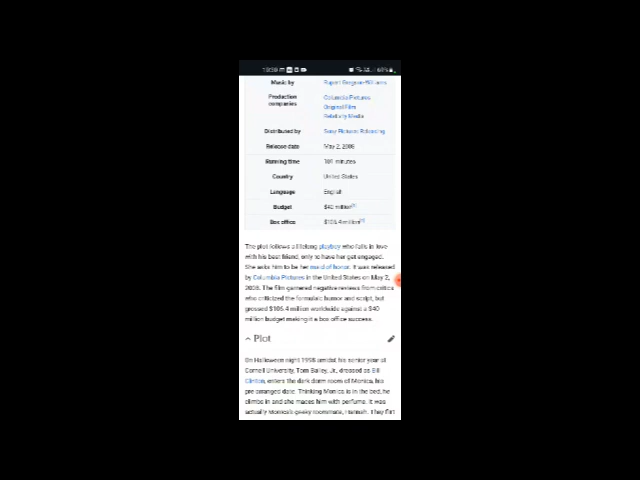 Music by Rupert Gregson-Williams
Production Columbia Pictures
companies Original Film
Relativity Media
Distributed by Sony Pictures Releasing
Release date May 2, 2008
Running time 101 minutes
Country United States
Language English
Budget $40 million
Box office $105.4 million
The plot follows a lifelong playboy who falls in love
with his best friend, only to have her get engaged.
She asks him to be her maid of honor. It was released
by Columbia Pictures in the United States on May 2,
2008. The film garnered negative reviews from critics
who criticized the formulaic humor and script, but
grossed $105.4 million worldwide against a $40
million budget making it a box office success.
Plot
On Halloween night 1998 amidst his senior year at
Cornell University, Tom Bailey, Jr., dressed as Bill
Clinton, enters the dark dorm room of Monica, his
pre-arranged date. Thinking Monica is in the bed, he
climbs in and she maces him with perfume. It was
actually Monica's geeky roommate, Hannah. They flirt